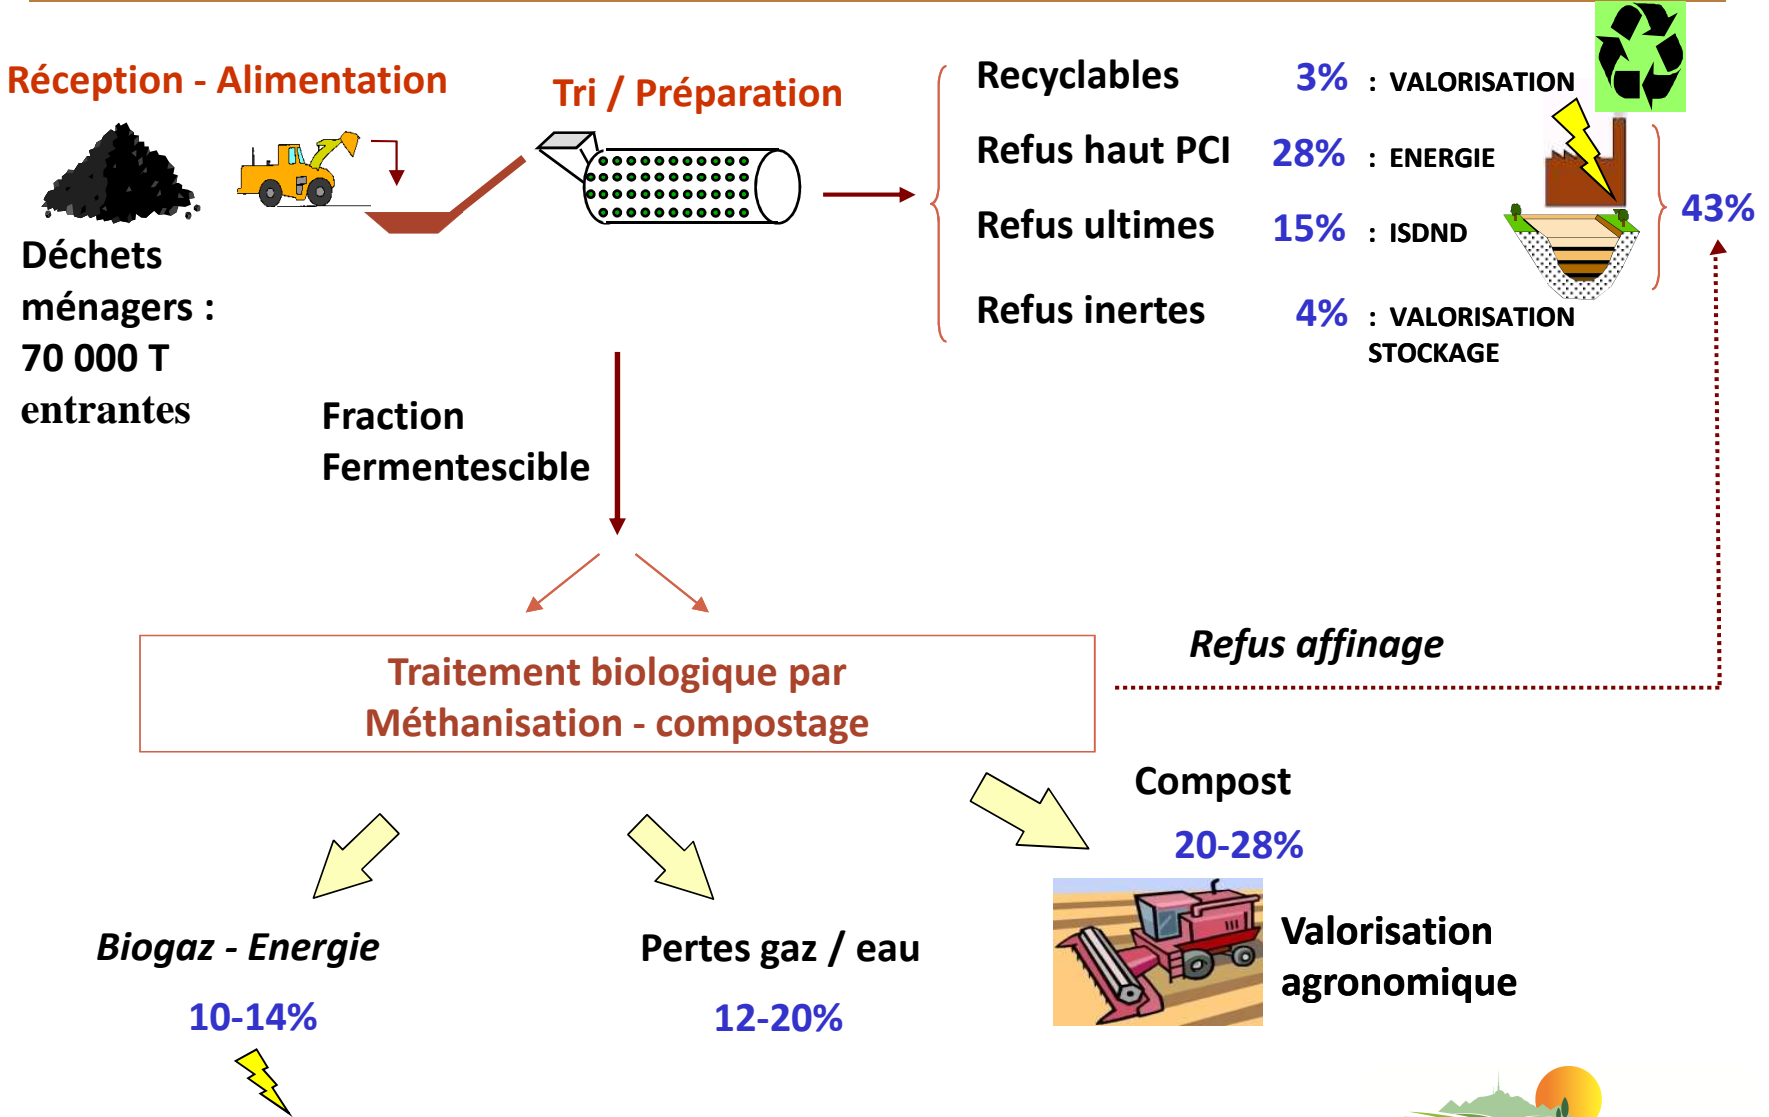 Réception - Alimentation
Tri / Préparation
Déchets
ménagers :
70 000 T
entrantes
Recyclables 3% : VALORISATION
Refus haut PCI 28% : ENERGIE
Refus ultimes 15% : ISDND
43%
Refus inertes 4% : VALORISATION
STOCKAGE
Fraction
Fermentescible
Traitement biologique par
Méthanisation - compostage
Refus affinage
Compost
20-28%
Valorisation
agronomique
Biogaz - Energie
10-14%
Pertes gaz / eau
12-20%